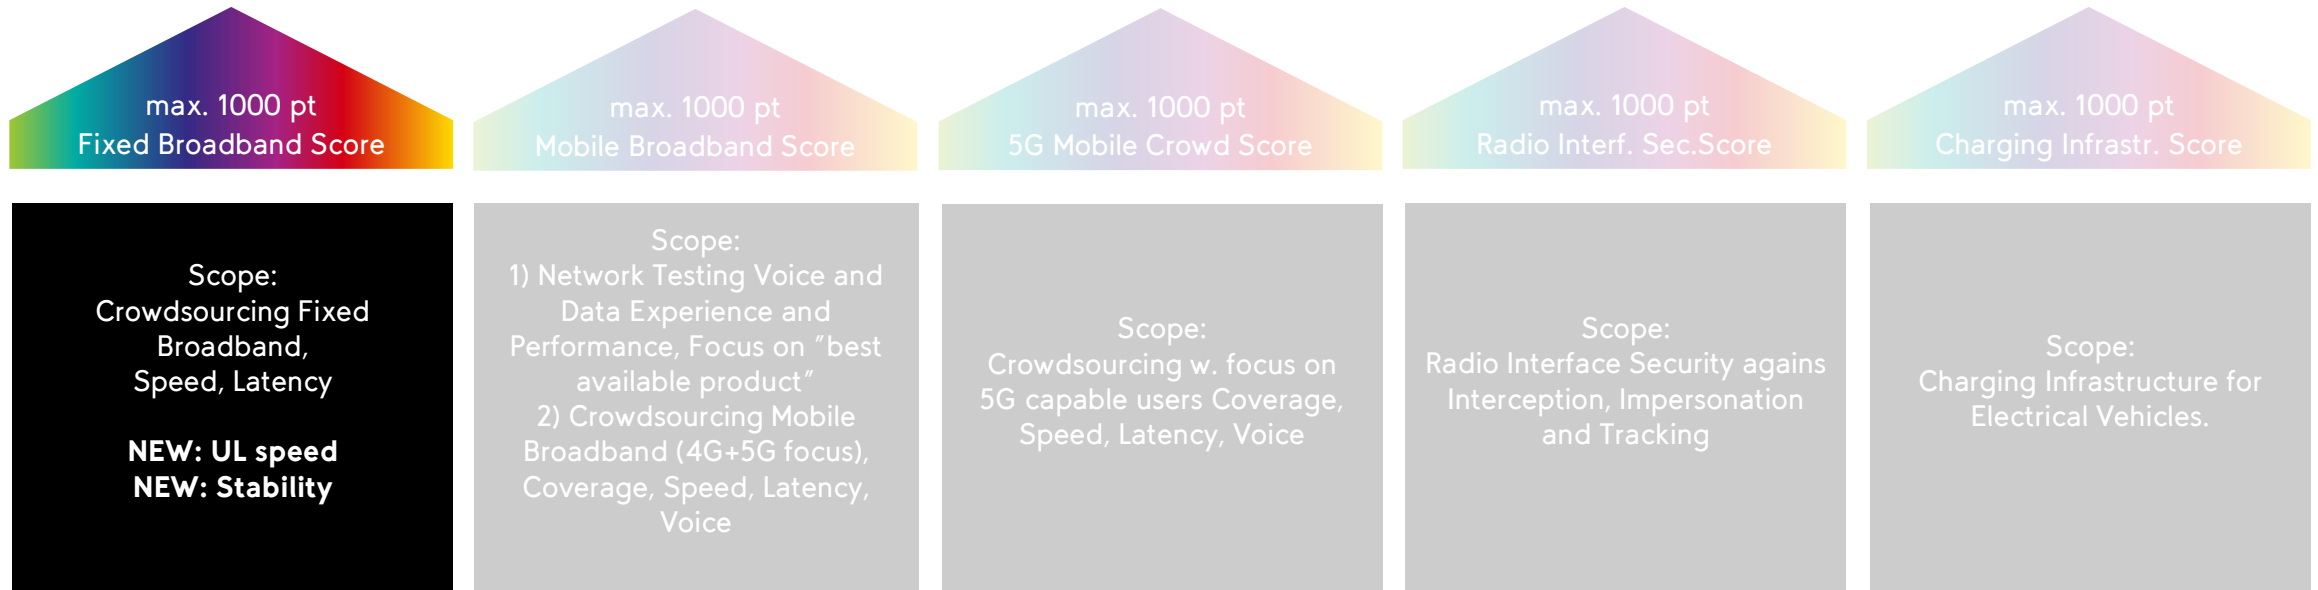 max. 1000 pt
Fixed Broadband Score
max. 1000 pt
Mobile Broadband Score
max. 1000 pt
5G Mobile Crowd Score
max. 1000 pt
Radio Interf. Sec.Score
max. 1000 pt
Charging Infrastr. Score
Scope:
Crowdsourcing Fixed
Broadband,
Speed, Latency
NEW: UL speed
NEW: Stability
Scope:
1) Network Testing Voice and
Data Experience and
Performance, Focus on "best
available product"
2) Crowdsourcing Mobile
Broadband (4G+5G focus),
Coverage, Speed, Latency,
Voice
Scope:
Crowdsourcing w. focus on
5G capable users Coverage,
Speed, Latency, Voice
Scope:
Radio Interface Security agains
Interception, Impersonation
and Tracking
Scope:
Charging Infrastructure for
Electrical Vehicles.